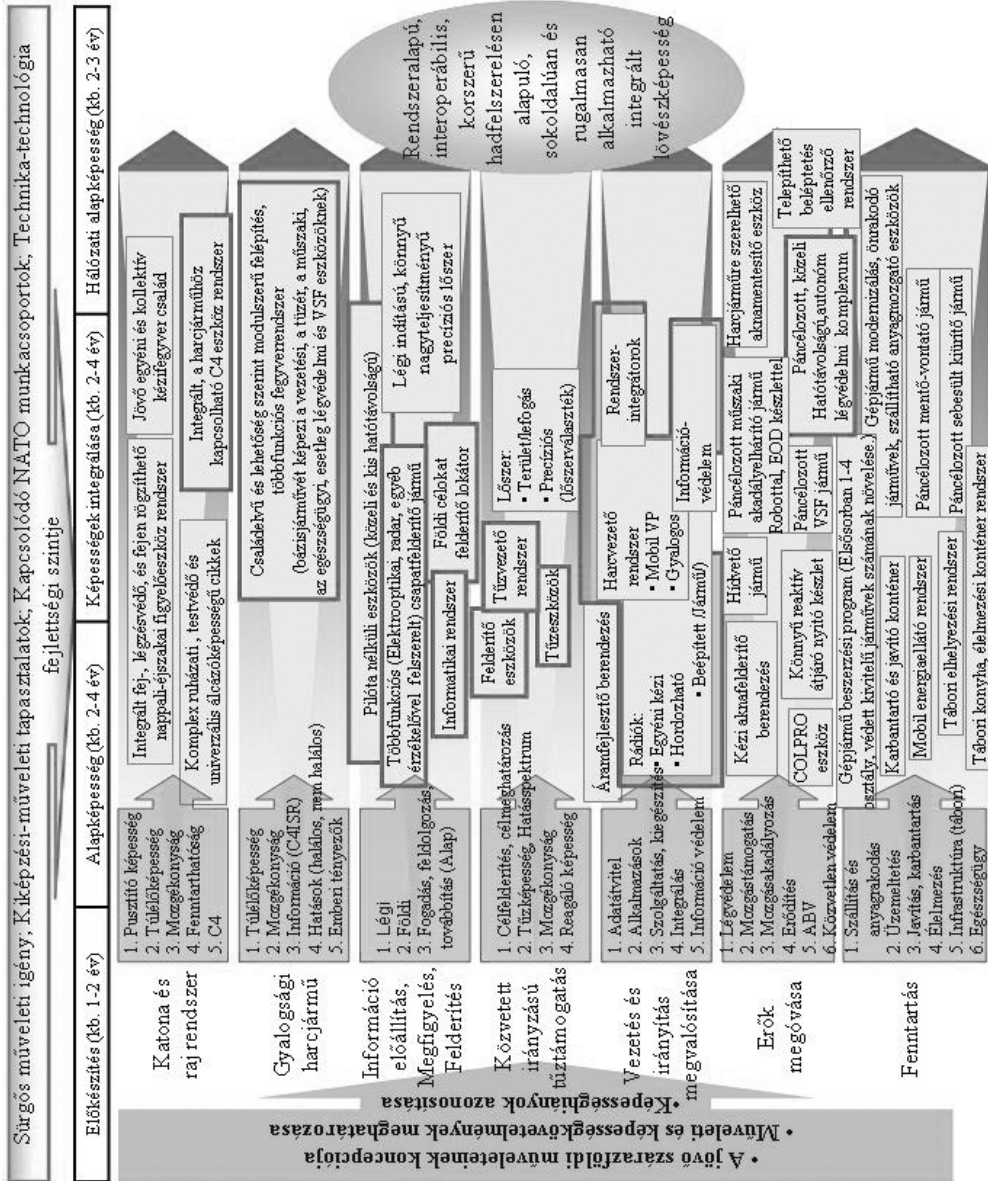 Sürgős műveleti igény, Kiképzési-műveleti tapasztalatok, Kapcsolódó NATO munkacsoportok, Technika-technológia
fejlettségi szintje
Előkészítés (kb. 1-2 év)
Alapképesség (kb. 2-4 év)
Képességek integrálása (kb. 2-4 év)
Hálózati alapképesség (kb. 2-3 év)
• A jövő szárazföldi műveleteinek koncepciója
• Műveleti és képességkövetelmények meghatározása
•Képességhiányok azonosítása
Katona és
raj rendszer
1. Pusztító képesség
2. Túlélőképesség
3. Mozgékonyság
4. Fenntarthatóság
5. C4
Integrált fej-, légzésvédő, és fejen rögzíthető
nappali-éjszakai figyelőeszköz rendszer
Komplex ruházati, testvédő és
univerzális álcázóképességű cikkek
Jövő egyéni és kollektív
kézifegyver család
Integrált, a harcjárműhöz
kapcsolható C4 eszköz rendszer
Gyalogsági
harcjármű
1. Túlélőképesség
2. Mozgékonyság
3. Információ (C4ISR)
4. Hatások (halálos, nem halálos)
5. Emberi tényezők
Családelvű és lehetőség szerint modulszerű felépítés,
többfunkciós fegyverrendszer
(bázisjárművét képezi a vezetési, a tüzér, a műszaki,
az egészségügyi, esetleg légvédelmi és VSF eszközöknek)
Információ
előállítás,
Megfigyelés,
Felderítés
1. Légi
2. Földi
3. Fogadás, feldolgozás,
továbbítás (Alap)
Pilóta nélküli eszközök (közeli és kis hatótávolságú)
Többfunkciós (Elektrooptikai, radar, egyéb
érzékelővel felszerelt) csapatfelderítő jármű
Informatikai rendszer
Földi célokat
felderítő lokátor
Légi indítású, könnyű
nagyteljesítményű
precíziós lőszer
Közvetett
irányzású
tűztámogatás
1. Célfelderítés, célmeghatározás
2. Tűzképesség, Hatásspektrum
3. Mozgékonyság
4. Reagáló képesség
Felderítő
eszközök
Tűzvezető
rendszer
Tűzeszközök
Lőszer:
• Terület/lefogás
• Precíziós
(lőszerválaszték)
Vezetés és
irányítás
megvalósítása
1. Adatátvitel
2. Alkalmazások
3. Szolgáltatás, kiegészítés
4. Integrálás
5. Információ védelem
Áramfejlesztő berendezés
Rádiók:
• Egyéni kézi
• Hordozható
• Beépített /Jármű/
Harcvezető
rendszer
• Mobil VP
• Gyalogos
Rendszer-
integrátorok
Információ-
védelem
Erők
megóvása
1. Légvédelem
2. Mozgástámogatás
3. Mozgásakadályozás
4. Erődítés
5. ABV
6. Közvetlen védelem
Kézi aknafelderítő
berendezés
COLPRO
eszköz
Hídvető
jármű
Könnyű reaktív
átjáró nyitó készlet
Páncélozott műszaki
akadályelhárító jármű
Robottal, EOD készlettel
Páncélozott
VSF jármű
Harcjárműre szerelhető
aknamentesítő eszköz
Páncélozott, közeli
Hatótávolságú,autonóm
légvédelmi komplexum
Telepíthető
beléptetés
ellenőrző
rendszer
Fenntartás
1. Szállítás és
anyagrakodás
2. Üzemeltetés
3. Javítás, karbantartás
4. Élelmezés
5. Infrastruktúra (tábori)
6. Egészségügy
Gépjármű beszerzési program (Elsősorban 1-4
osztály, védett kivitelű járművek számának növelése.)
Karbantartó és javító konténer
Mobil energiaellátó rendszer
Tábori elhelyezési rendszer
Tábori konyha, élelmezési konténer rendszer
Gépjármű modernizálás, önrakodó
járművek, szállítható anyagmozgató eszközök
Páncélozott mentő-vontató jármű
Páncélozott sebesült kiürítő jármű
Rendszeralapú,
interoperábilis,
korszerű
hadfelszerelésen
alapuló,
sokoldalúan és
rugalmasan
alkalmazható
integrált
lövészképesség